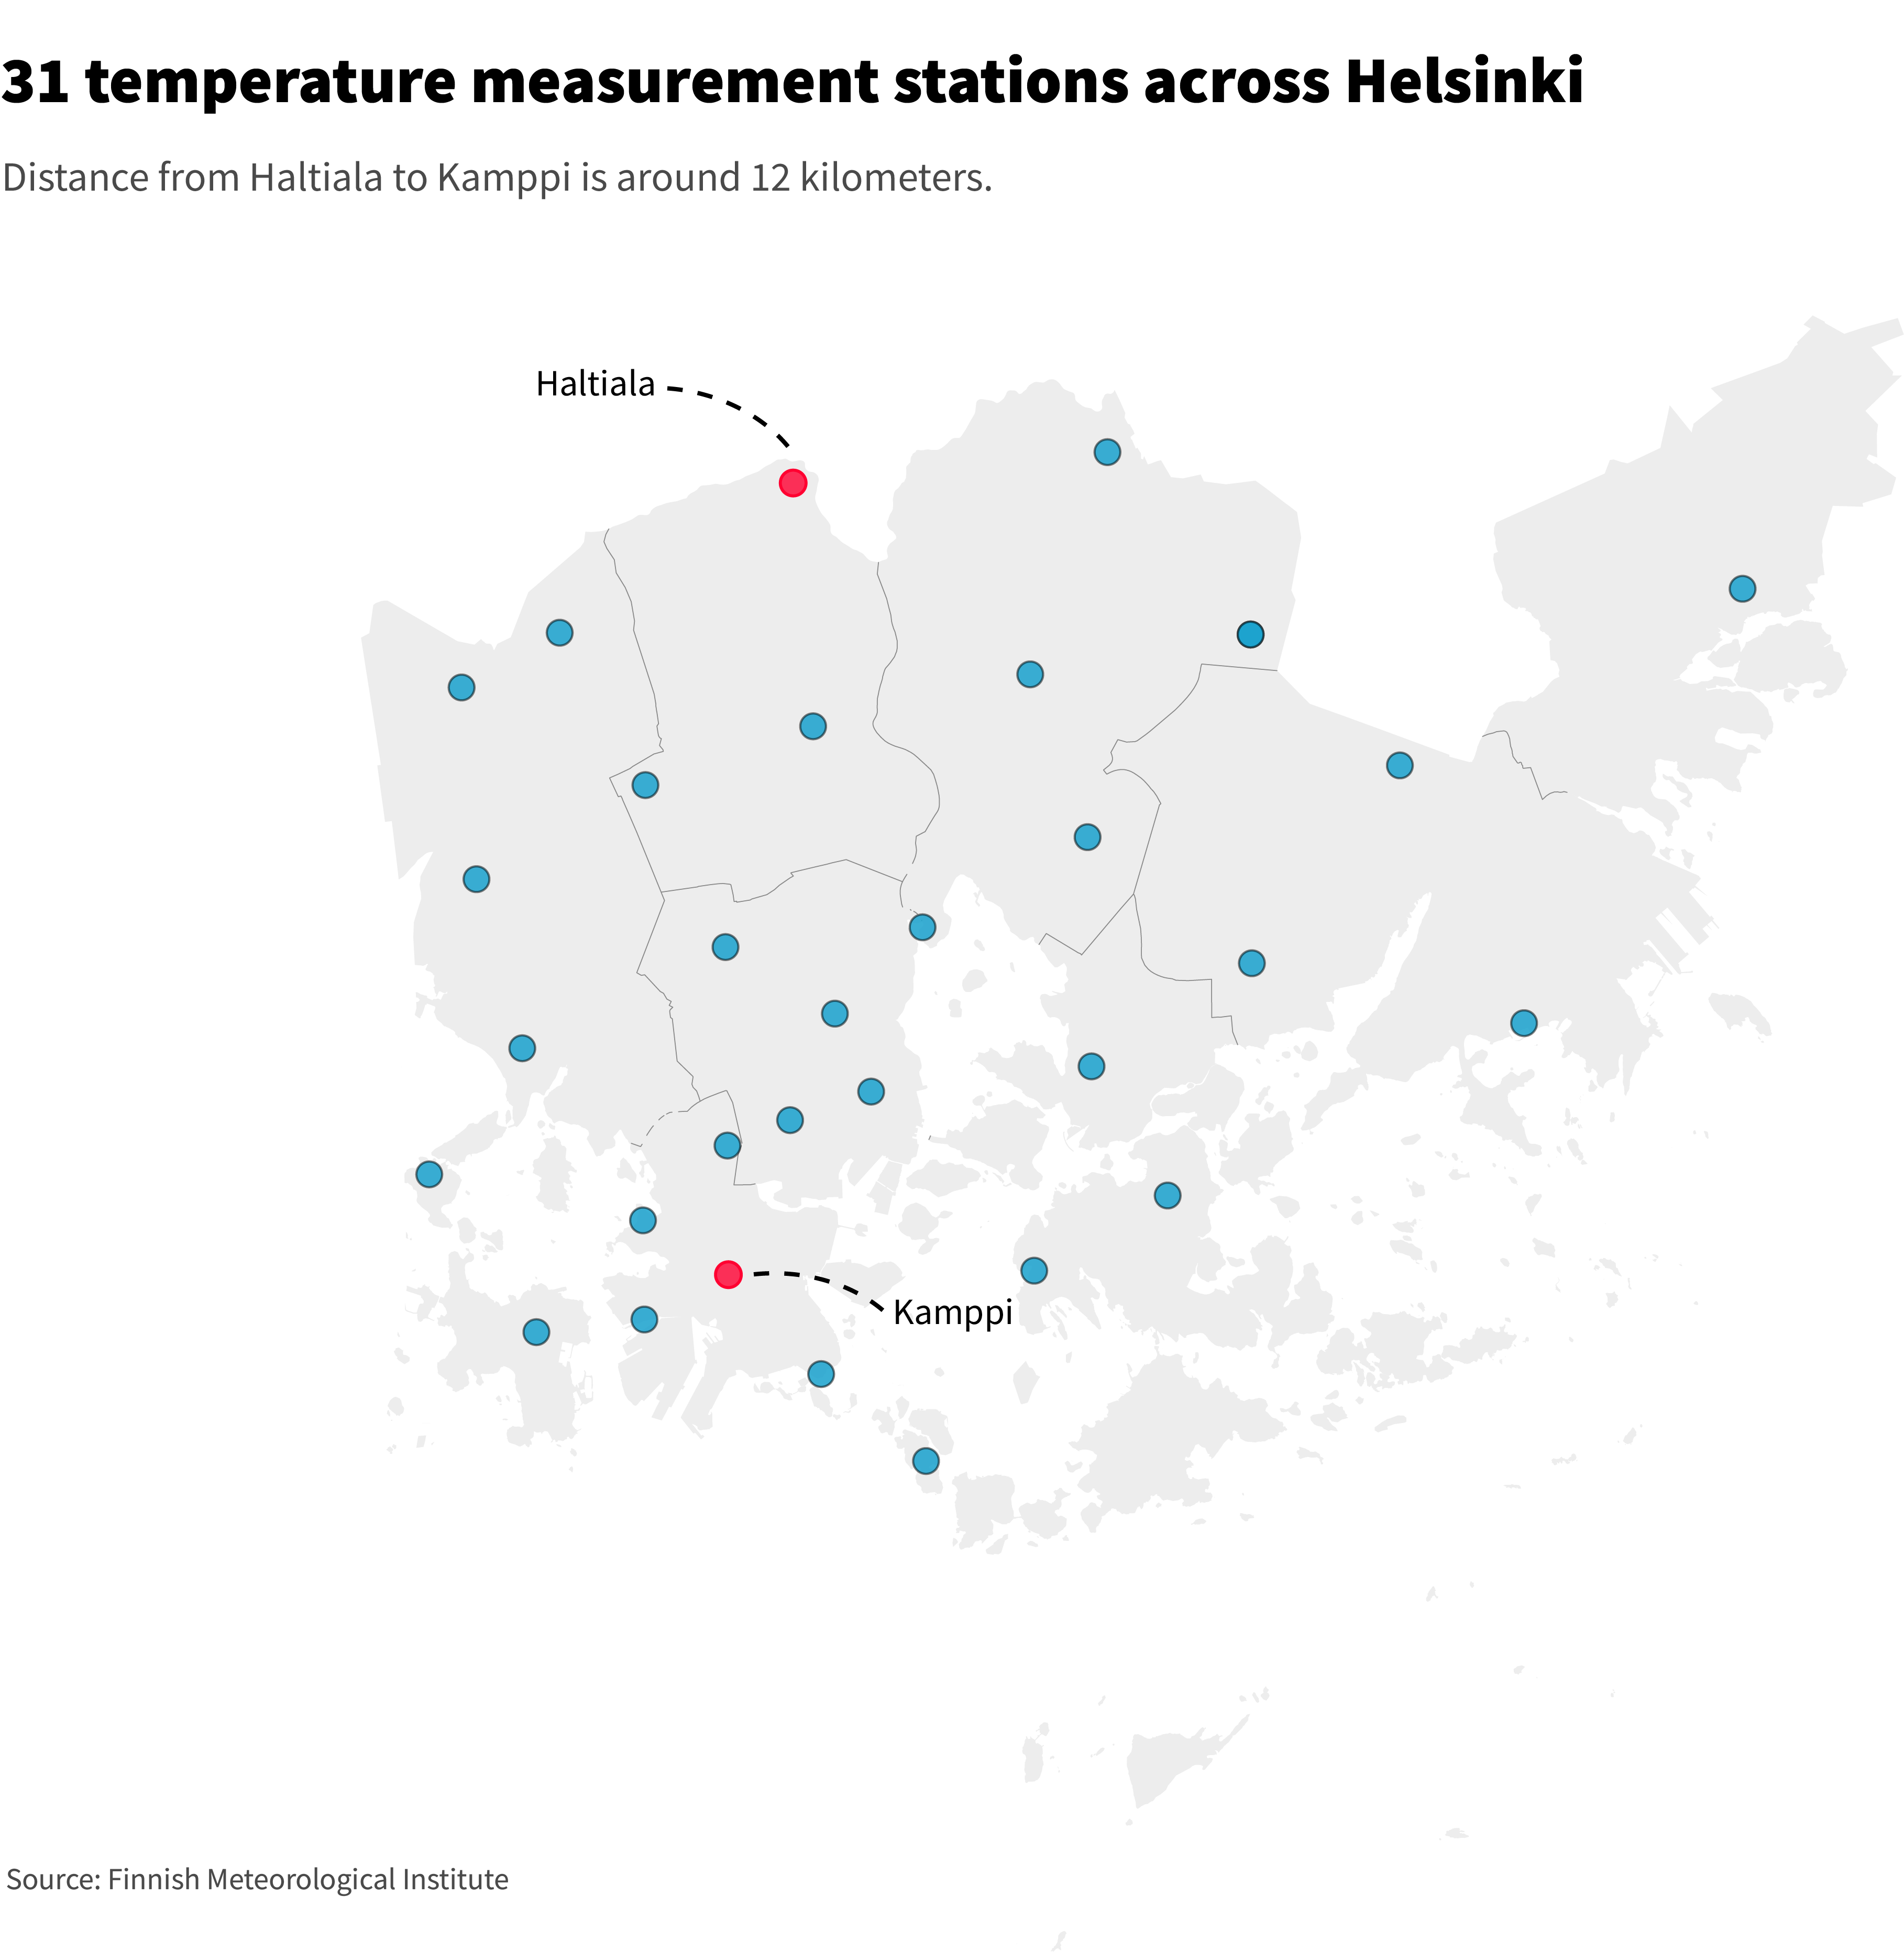 31 temperature measurement stations across Helsinki
Distance from Haltiala to Kamppi is around 12 kilometers.
Haltiala
Kamppi
Source: Finnish Meteorological Institute